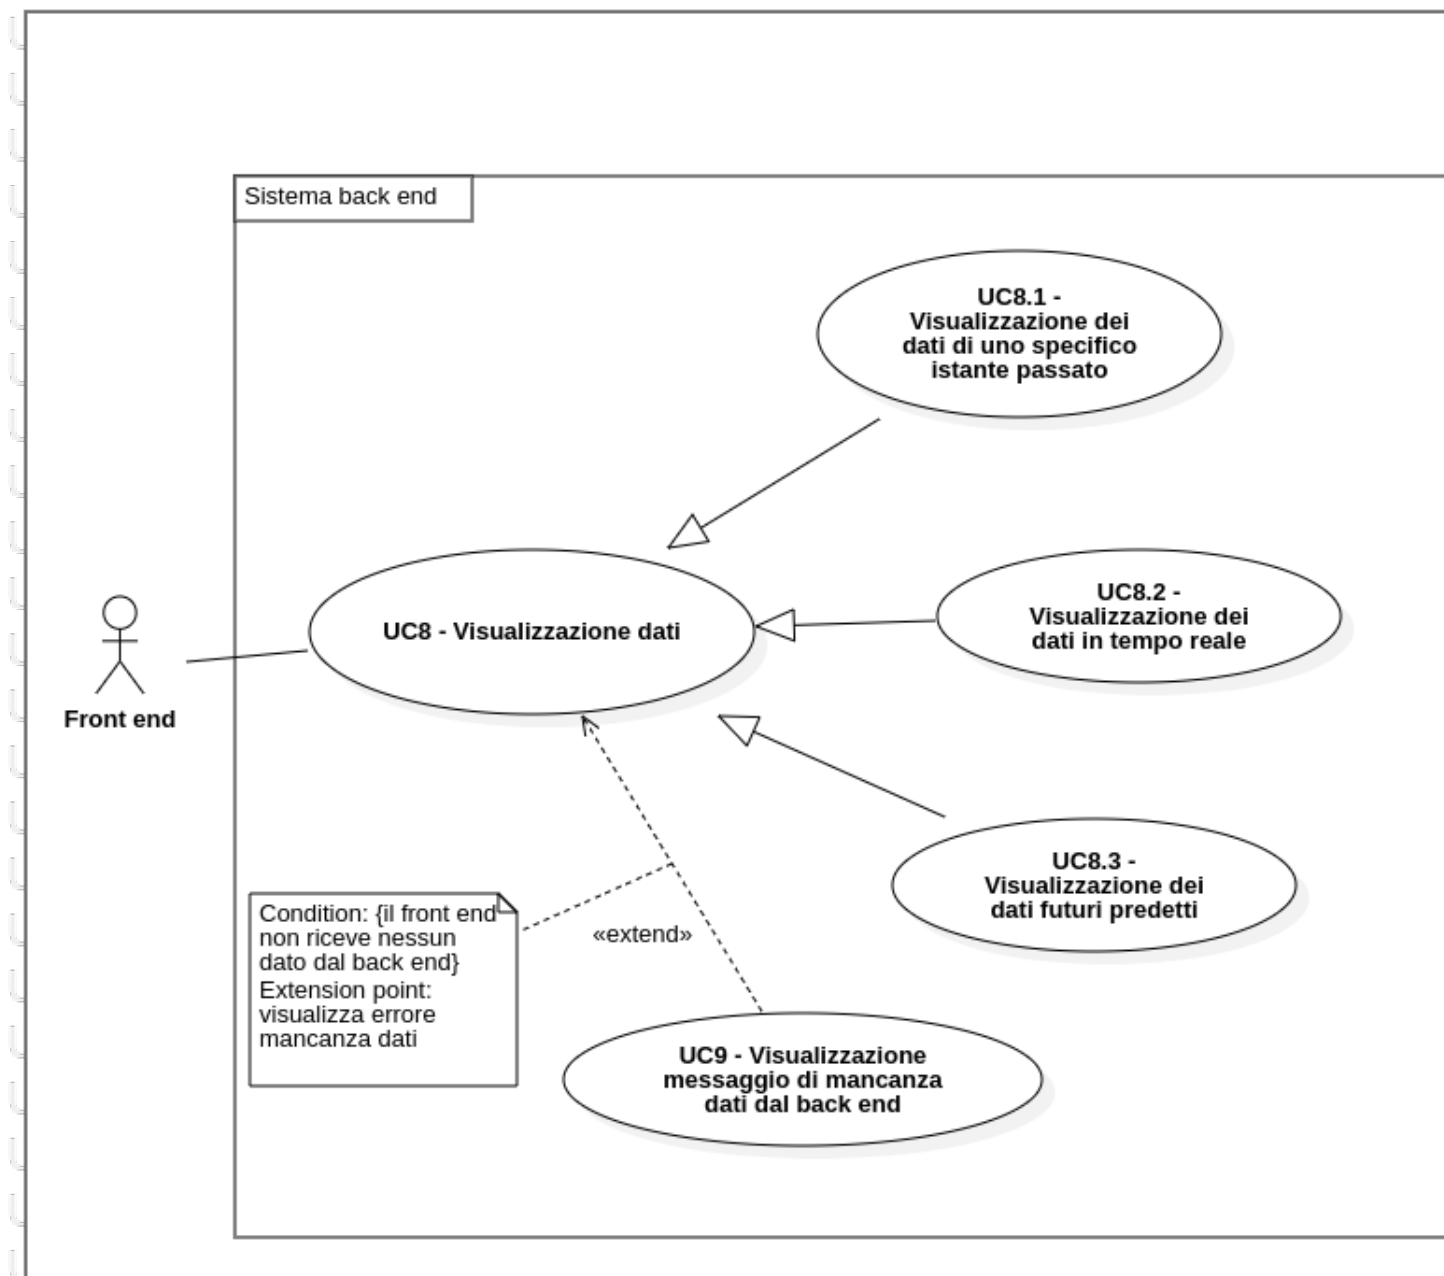 Sistema back end
UC8.1 -
Visualizzazione dei
dati di uno specifico
istante passato
UC8 - Visualizzazione dati
UC8.2 -
Visualizzazione dei
dati in tempo reale
Front end
UC8.3 -
Visualizzazione dei
dati futuri predetti
Condition: {il front end
non riceve nessun
dato dal back end}
Extension point:
visualizza errore
mancanza dati
«extend»
UC9 - Visualizzazione
messaggio di mancanza
dati dal back end